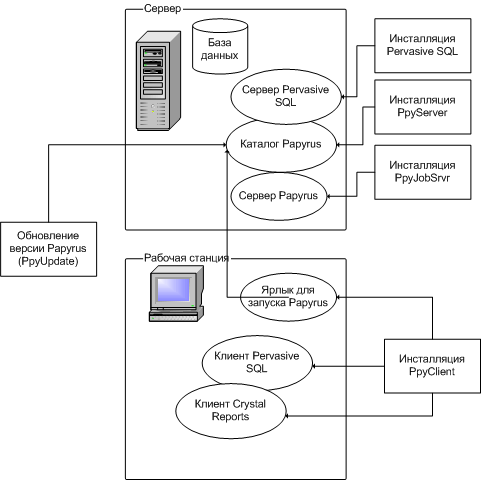 Сервер
База
данных
Инсталляция
Pervasive SQL
Сервер Pervasive
SQL
Инсталляция
PpyServer
Каталог Papyrus
Инсталляция
PpyJobSrvr
Сервер Papyrus
Обновление
версии Papyrus
(PpyUpdate)
Рабочая станция
Ярлык для
запуска Papyrus
Клиент Pervasive
SQL
Инсталляция
PpyClient
Клиент Crystal
Reports